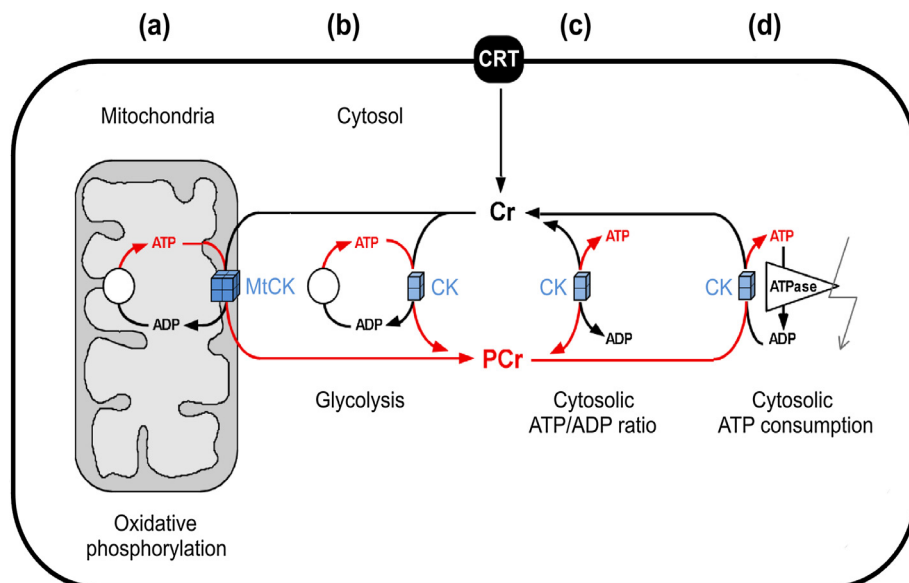 (a)
(b)
(c)
(d)
CRT
Mitochondria
Cytosol
Cr
ATP
ATP
ATP
ATP
MtCK
CK
CK
CK
ATPase
ADP
ADP
ADP
ADP
PCr
Glycolysis
Cytosolic
ATP/ADP ratio
Cytosolic
ATP consumption
Oxidative
phosphorylation